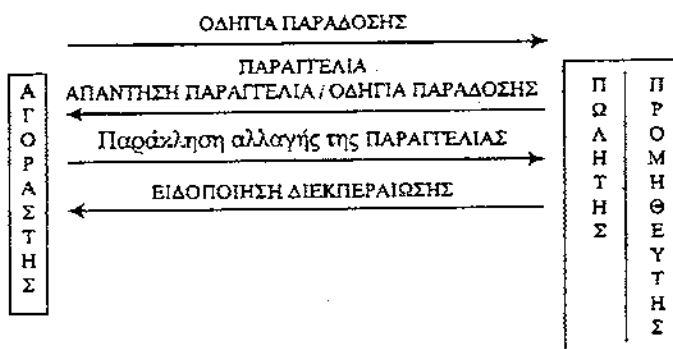 ΟΔΗΓΙΑ ΠΑΡΑΔΟΣΗΣ
ΠΑΡΑΓΓΕΛΙΑ
ΑΠΑΝΤΗΣΗ ΠΑΡΑΓΓΕΛΙΑ / ΟΔΗΓΙΑ ΠΑΡΑΔΟΣΗΣ
Παράκληση αλλαγής της ΠΑΡΑΓΓΕΛΙΑΣ
ΕΙΔΟΠΟΙΗΣΗ ΔΙΕΚΠΕΡΑΙΩΣΗΣ
ΑΓΟΡΑΣΤΗΣ
ΠΩΛΗΤΗΣ
ΠΡΟΜΗΘΕΥΤΗΣ